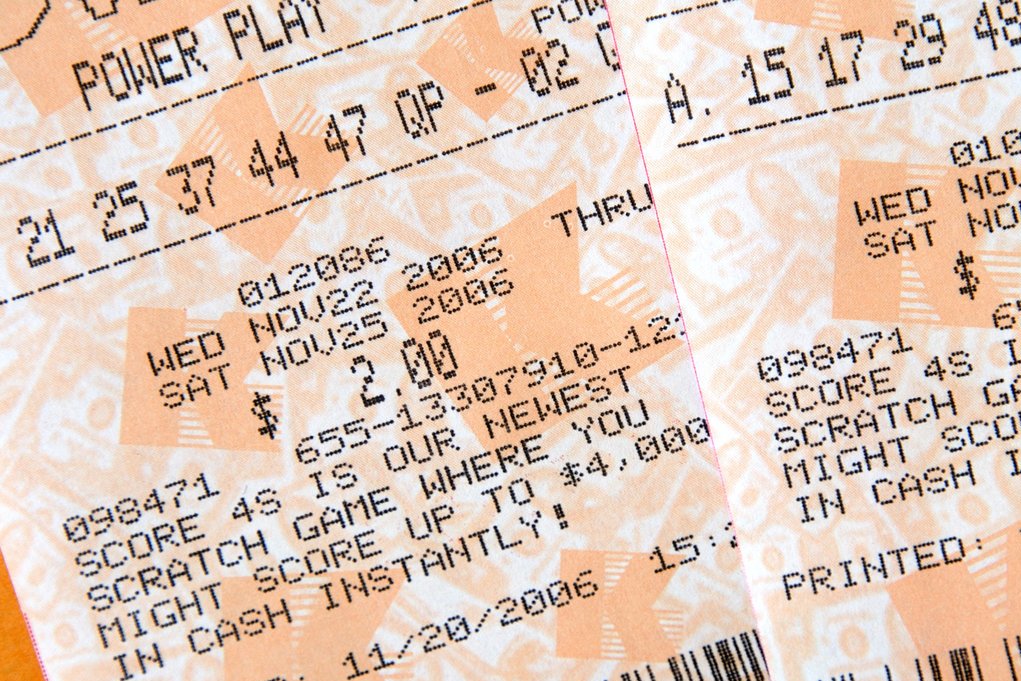 POWER PLAY
21 25 37 44 47 QP - 02
THRU
012086
WED NOV22 2006
SAT NOV25 2006
$ 2.00
655-13307910-12
098471
SCORE 4S IS OUR NEWEST
SCRATCH GAME WHERE YOU
MIGHT SCORE UP TO $4,000
IN CASH INSTANTLY!
11/20/2006 15:
A. 15 17 29 48
010
WED NOV
SAT NOV
$
098471
SCORE 4S
SCRATCH GA
MIGHT SCO
IN CASH I
PRINTED: